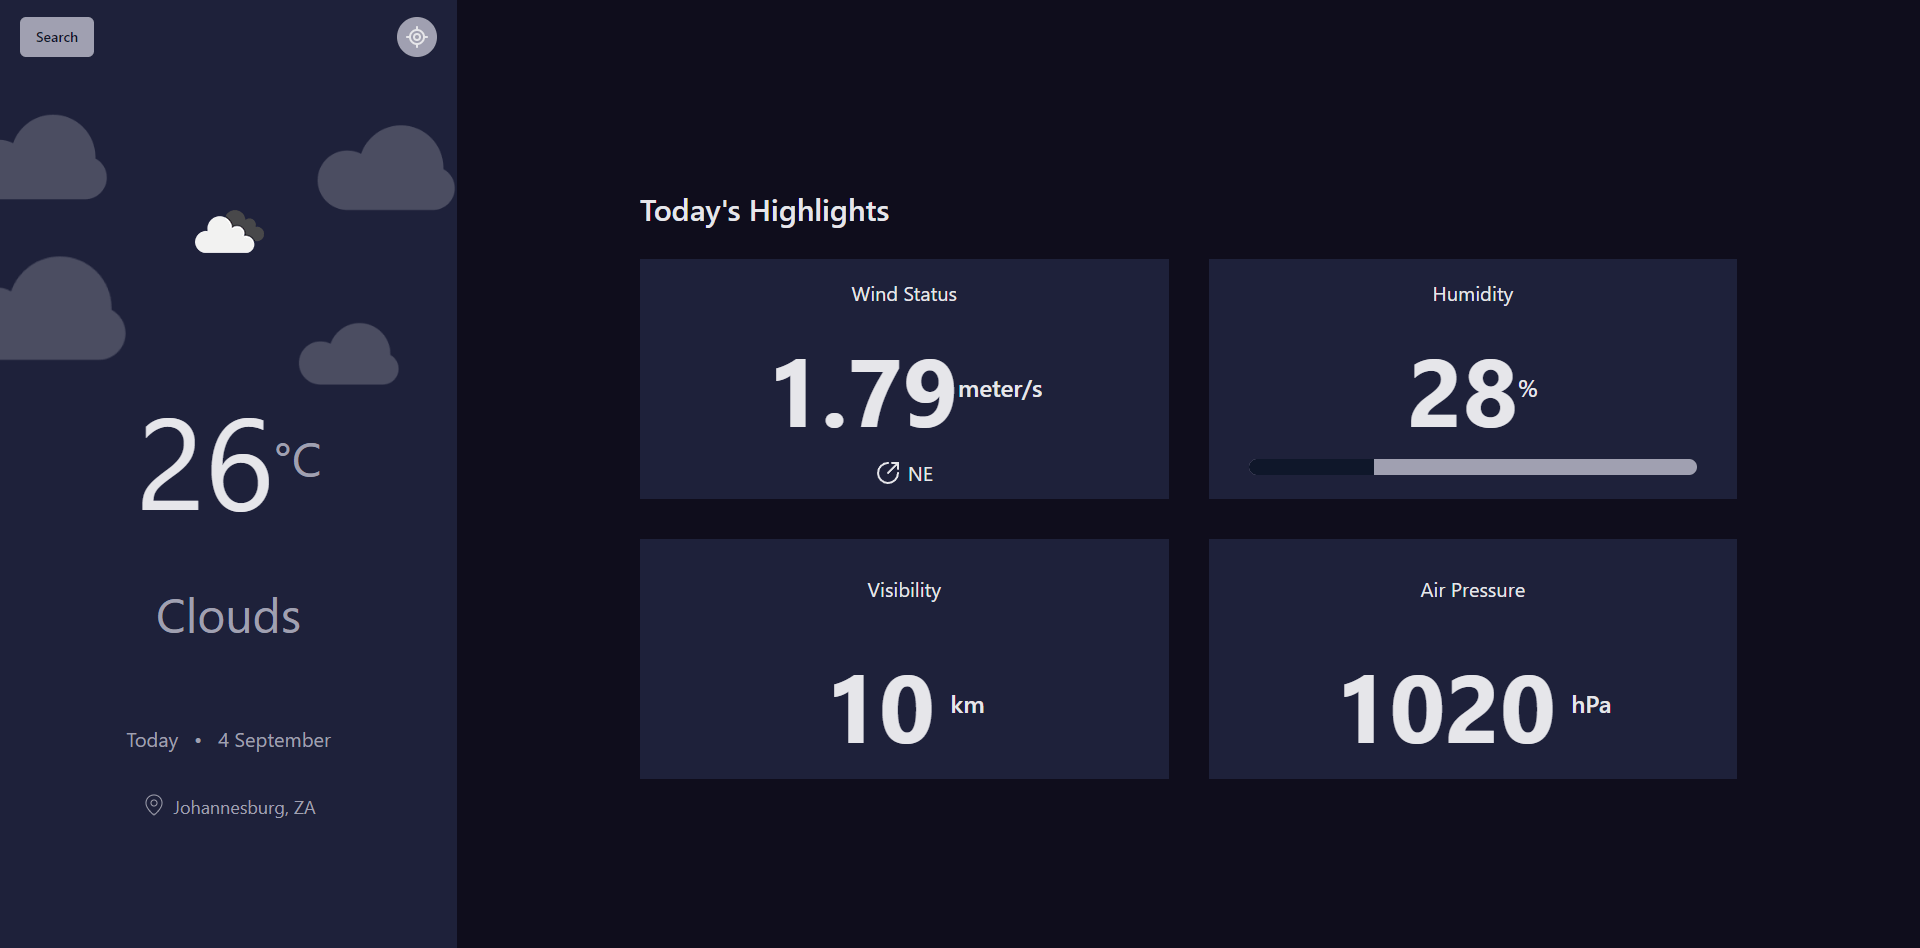 Search
26°C
Clouds
Today • 4 September
Johannesburg, ZA
Today's Highlights
Wind Status
1.79meter/s
NE
Humidity
28%
Visibility
10 km
Air Pressure
1020 hPa